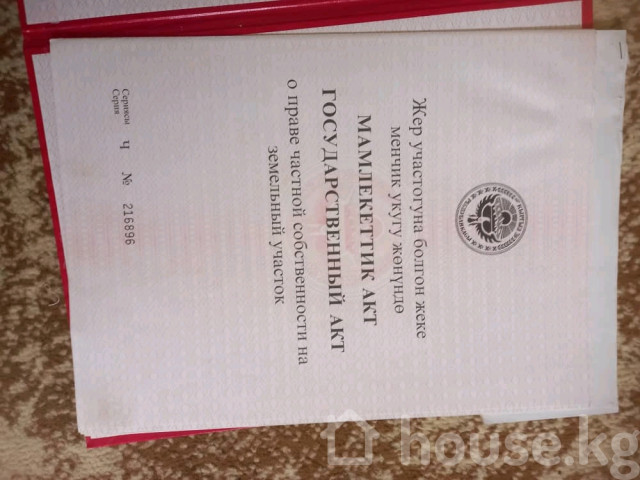 Жер участогуна болгон жеке
менчик укугу жөнүндө
МАМЛЕКЕТТИК АКТ
ГОСУДАРСТВЕННЫЙ АКТ
о праве частной собственности на
земельный участок
Сериясы
Серия
Ч № 216896
house.kg